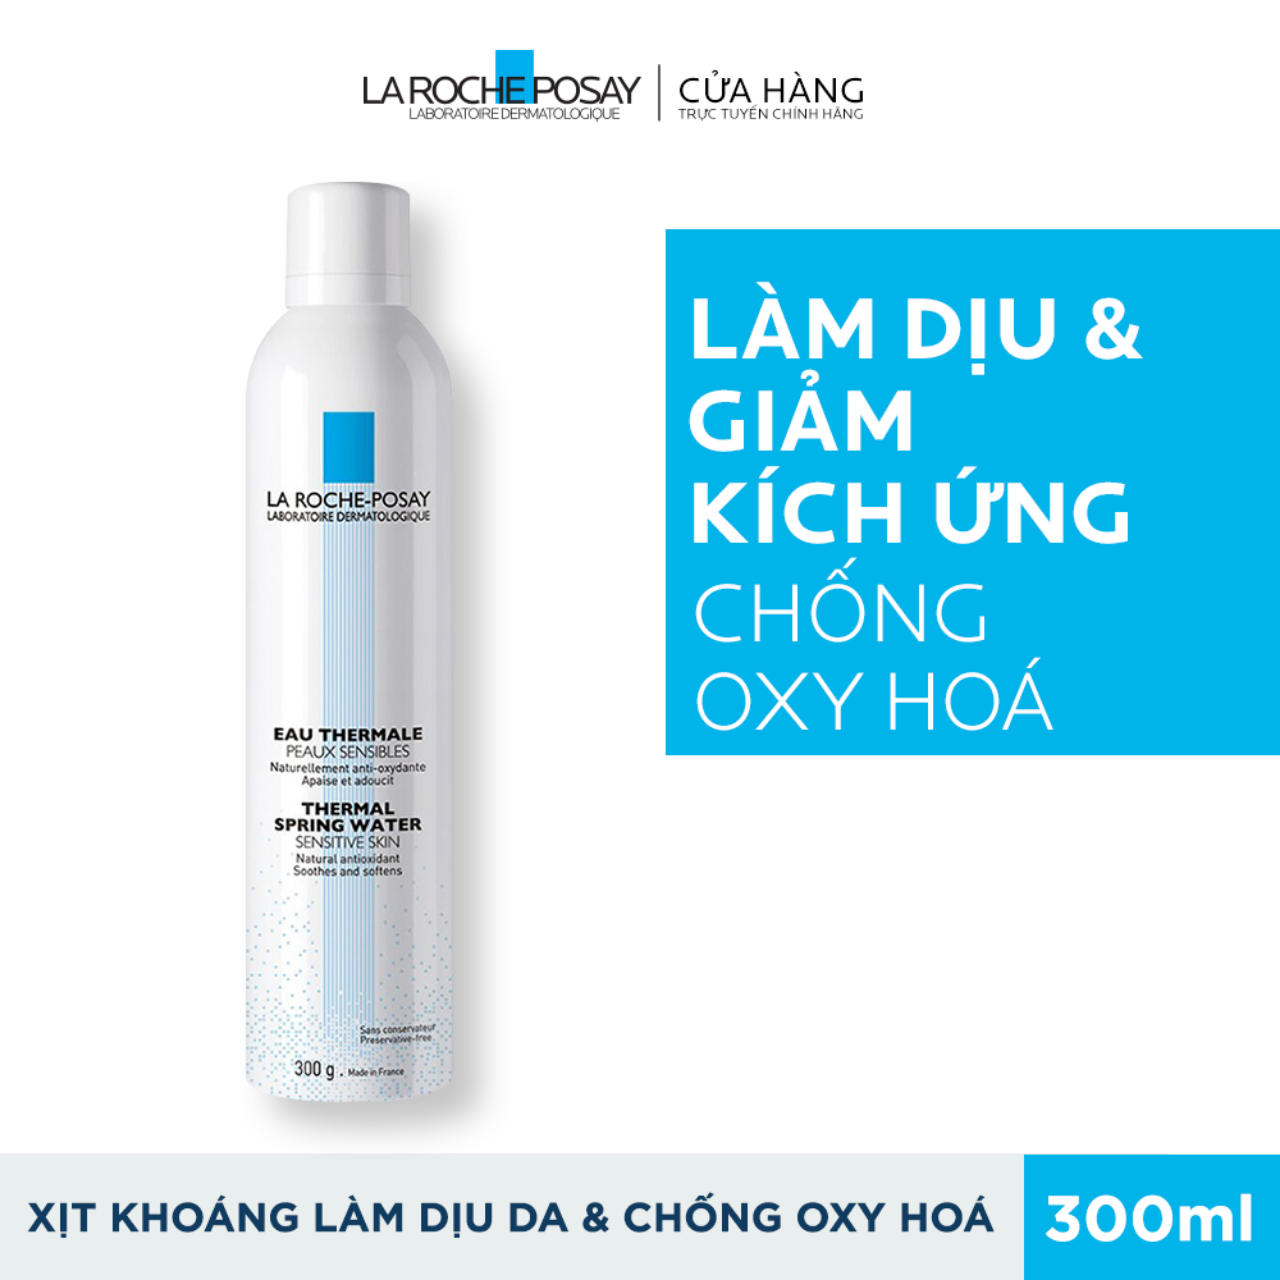 LA ROCHE POSAY
LABORATOIRE DERMATOLOGIQUE
CỬA HÀNG
TRỰC TUYẾN CHÍNH HÃNG
LÀM DỊU &
GIẢM
KÍCH ỨNG
CHỐNG
OXY HOÁ
LA ROCHE-POSAY
LABORATOIRE DERMATOLOGIQUE
EAU THERMALE
PEAUX SENSIBLES
Naturellement anti-oxydante
Apaise et adoucit
THERMAL
SPRING WATER
SENSITIVE SKIN
Natural antioxidant
Soothes and softens
Sans conservateur
Preservative-free
300 g . Made in France
XỊT KHOÁNG LÀM DỊU DA & CHỐNG OXY HOÁ
300ml